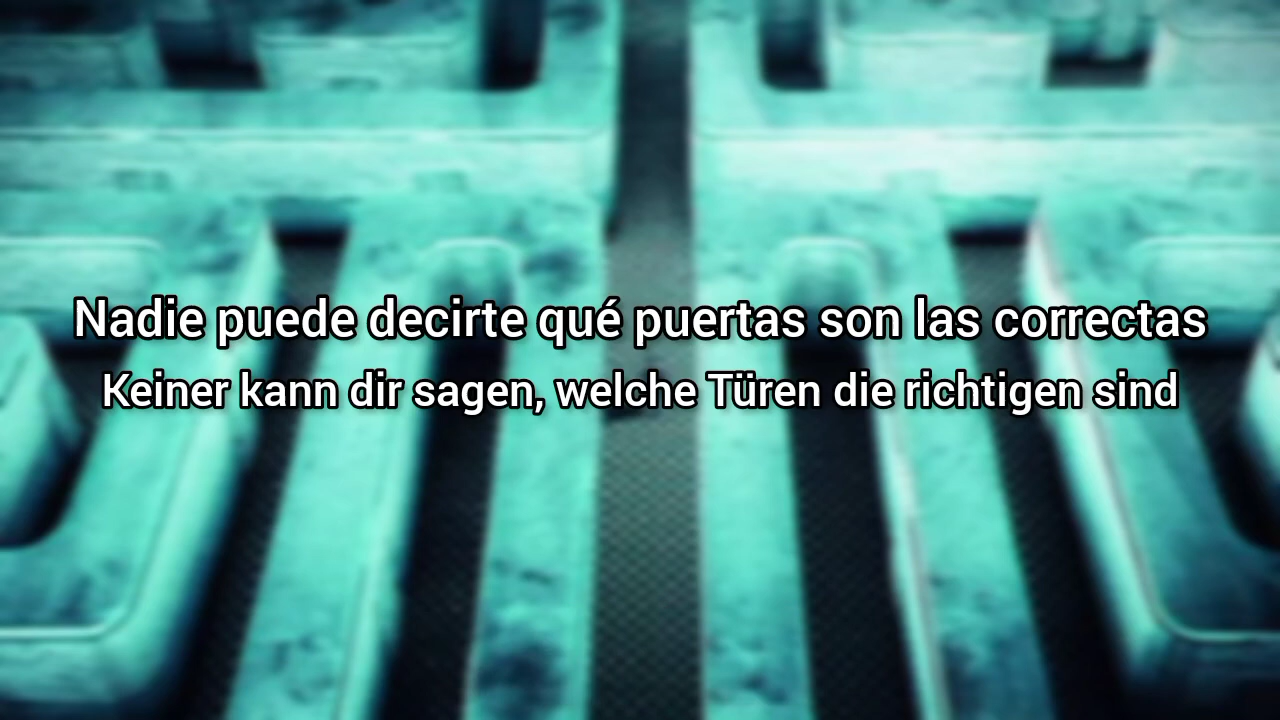 Nadie puede decirte qué puertas son las correctas
Keiner kann dir sagen, welche Türen die richtigen sind